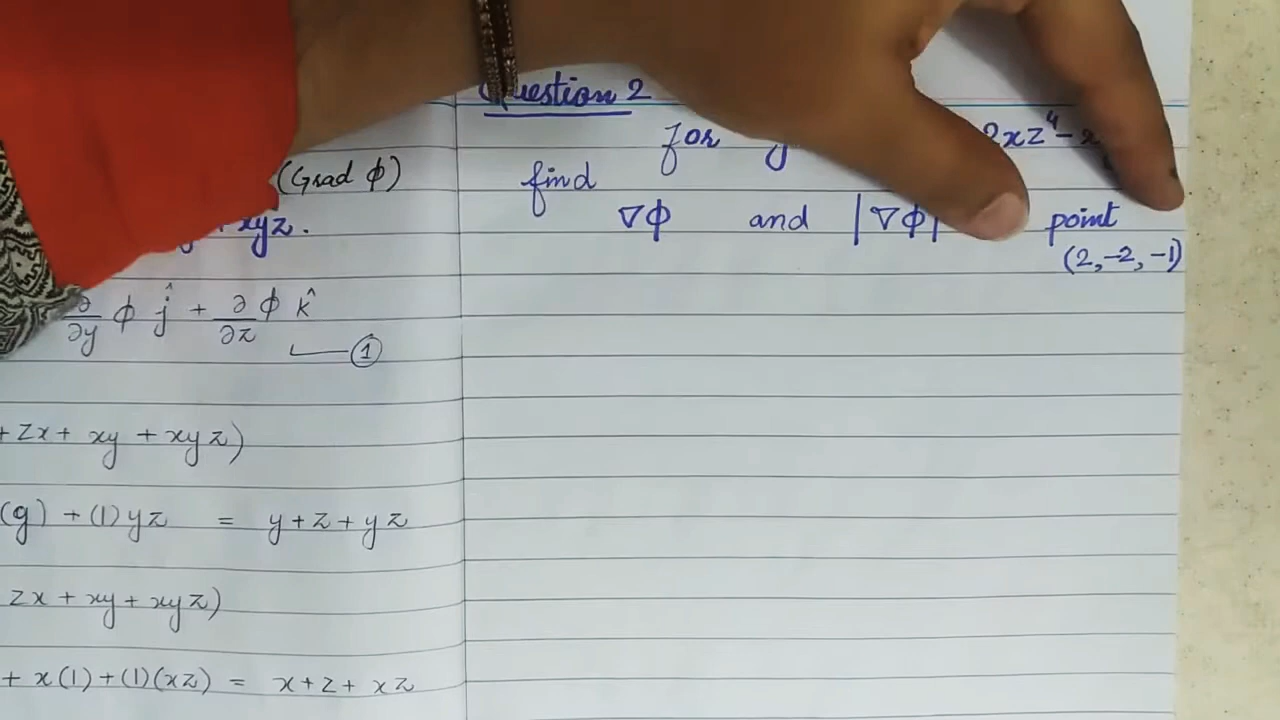 (Grad ϕ)
xyz.
∂/∂y ϕ ĵ + ∂/∂z ϕ k̂
①
+ zx + xy + xyz)
(y) + (1) yz = y + z + yz
zx + xy + xyz)
+ x(1) + (1)(xz) = x + z + xz
Question 2
for 2xz⁴ -
find
∇ϕ and |∇ϕ| point
(2, -2, -1)